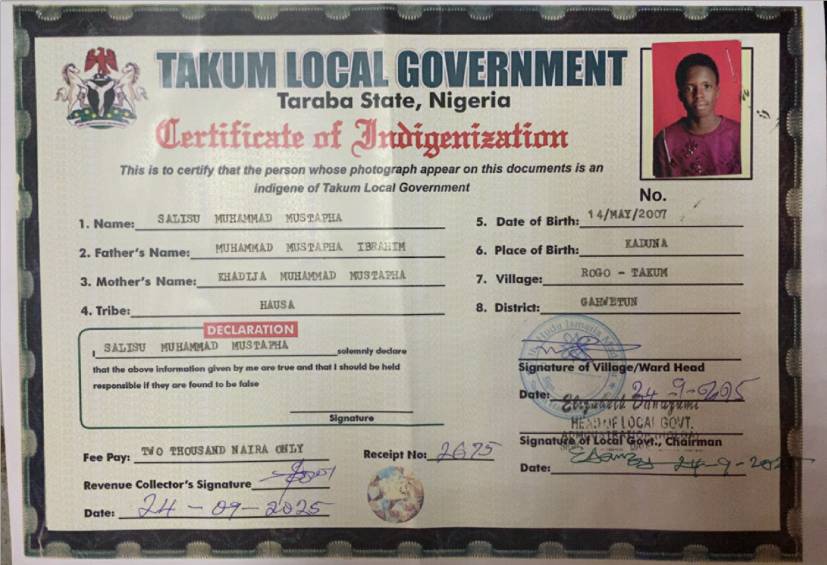 TAKUM LOCAL GOVERNMENT
Taraba State, Nigeria
Certificate of Indigenization
This is to certify that the person whose photograph appear on this documents is an
indigene of Takum Local Government
No.
1. Name: SALISU MUHAMMAD MUSTAPHA
2. Father's Name: MUHAMMAD MUSTAPHA IBRAHIM
3. Mother's Name: KHADIJA MUHAMMAD MUSTAPHA
4. Tribe: HAUSA
5. Date of Birth: 14/MAY/2007
6. Place of Birth: KADUNA
7. Village: ROGO - TAKUM
8. District: GAHWETUN
DECLARATION
I SALISU MUHAMMAD MUSTAPHA solemnly declare
that the above information given by me are true and that I should be held
responsible if they are found to be false
Signature
Fee Pay: TWO THOUSAND NAIRA ONLY
Receipt No: 2675
Revenue Collector's Signature
Date: 24 - 09 - 2025
Signature of Village/Ward Head
Date: 24-9-2025
HEAD OF LOCAL GOVT.
Signature of Local Govt., Chairman
Date: 24-9-2025